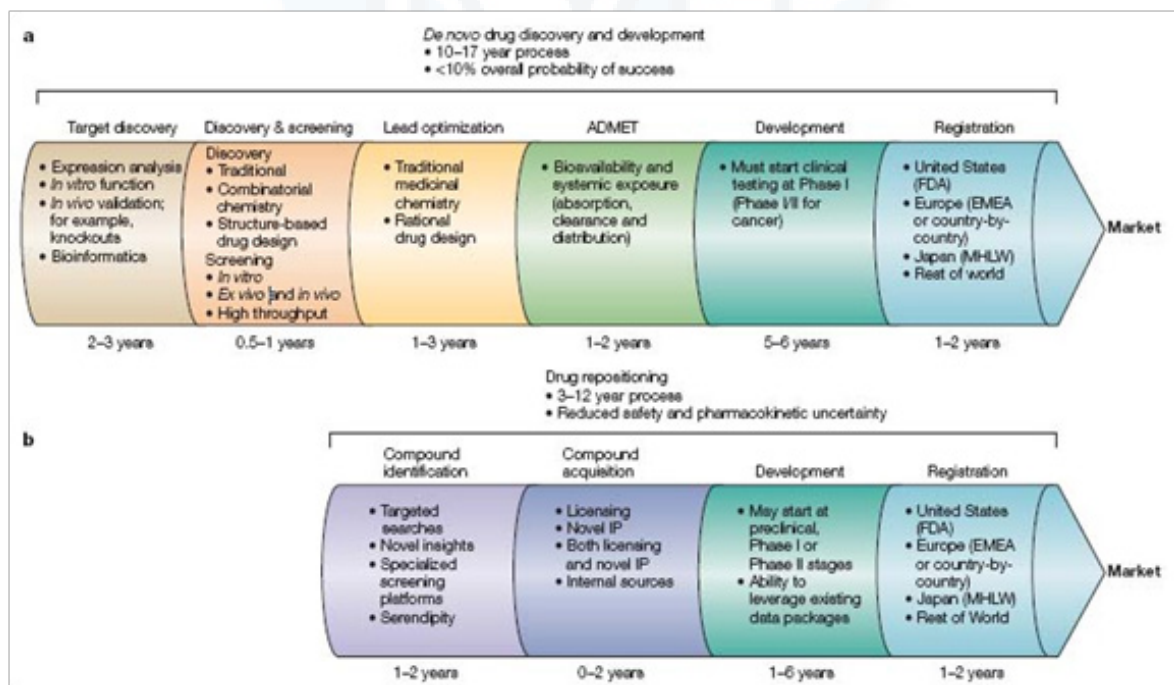 a
De novo drug discovery and development
• 10–17 year process
• <10% overall probability of success
Target discovery
• Expression analysis
• In vitro function
• In vivo validation;
for example,
knockouts
• Bioinformatics
2–3 years
Discovery & screening
Discovery
• Traditional
• Combinatorial
chemistry
• Structure-based
drug design
Screening
• In vitro
• Ex vivo and in vivo
• High throughput
0.5–1 years
Lead optimization
• Traditional
medicinal
chemistry
• Rational
drug design
1–3 years
ADMET
• Bioavailability and
systemic exposure
(absorption,
clearance and
distribution)
1–2 years
Development
• Must start clinical
testing at Phase I
(Phase I/II for
cancer)
5–6 years
Registration
• United States
(FDA)
• Europe (EMEA
or country-by-
country)
• Japan (MHLW)
• Rest of world
1–2 years
Market
b
Drug repositioning
• 3–12 year process
• Reduced safety and pharmacokinetic uncertainty
Compound
identification
• Targeted
searches
• Novel insights
• Specialized
screening
platforms
• Serendipity
1–2 years
Compound
acquisition
• Licensing
• Novel IP
• Both licensing
and novel IP
• Internal sources
0–2 years
Development
• May start at
preclinical,
Phase I or
Phase II stages
• Ability to
leverage existing
data packages
1–6 years
Registration
• United States
(FDA)
• Europe (EMEA
or country-by-
country)
• Japan (MHLW)
• Rest of World
1–2 years
Market